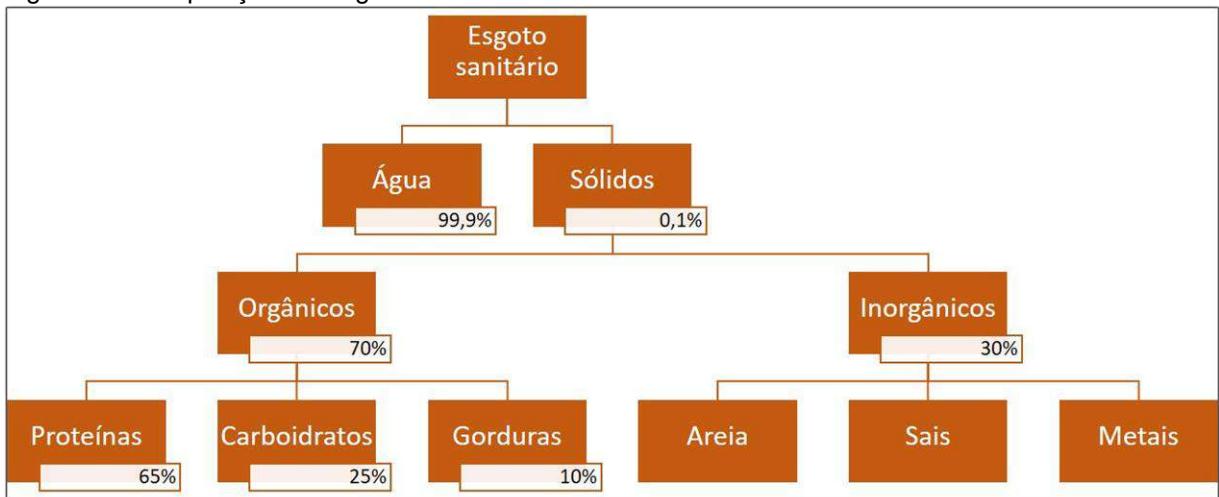 Esgoto
sanitário
Água
99,9%
Sólidos
0,1%
Orgânicos
70%
Inorgânicos
30%
Proteínas
65%
Carboidratos
25%
Gorduras
10%
Areia
Sais
Metais